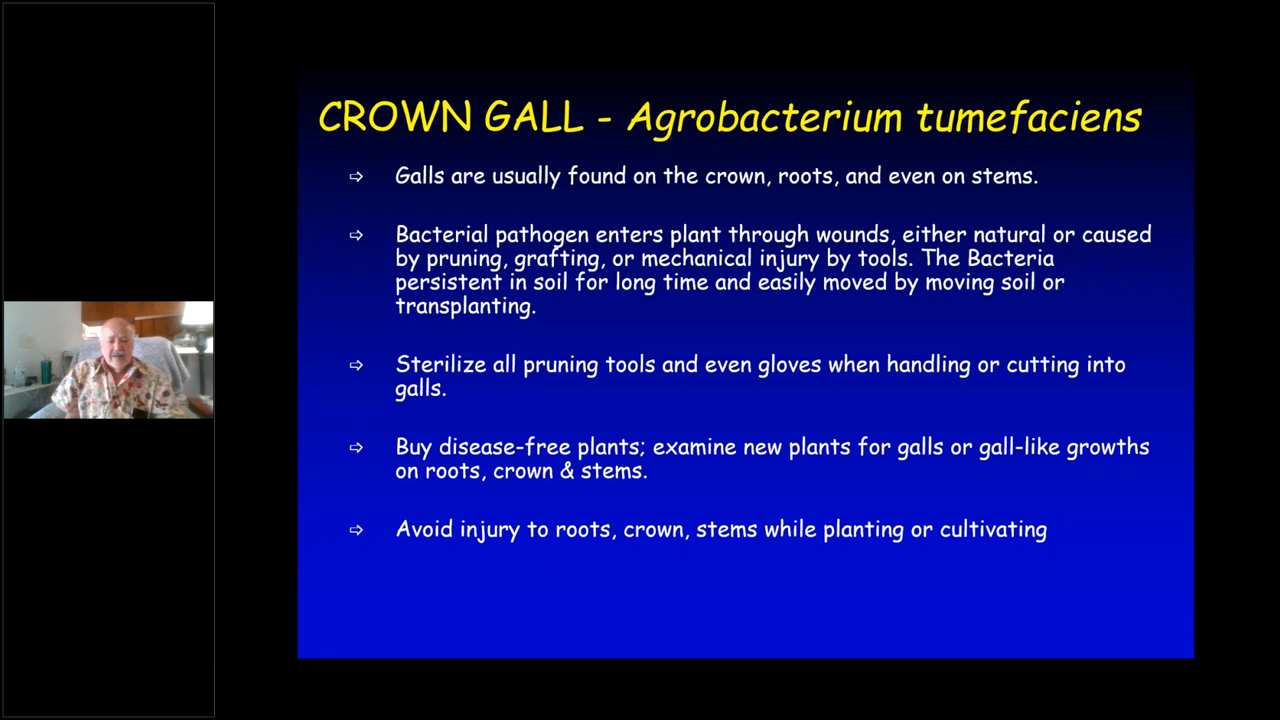 CROWN GALL - Agrobacterium tumefaciens
⇨ Galls are usually found on the crown, roots, and even on stems.
⇨ Bacterial pathogen enters plant through wounds, either natural or caused
by pruning, grafting, or mechanical injury by tools. The Bacteria
persistent in soil for long time and easily moved by moving soil or
transplanting.
⇨ Sterilize all pruning tools and even gloves when handling or cutting into
galls.
⇨ Buy disease-free plants; examine new plants for galls or gall-like growths
on roots, crown & stems.
⇨ Avoid injury to roots, crown, stems while planting or cultivating